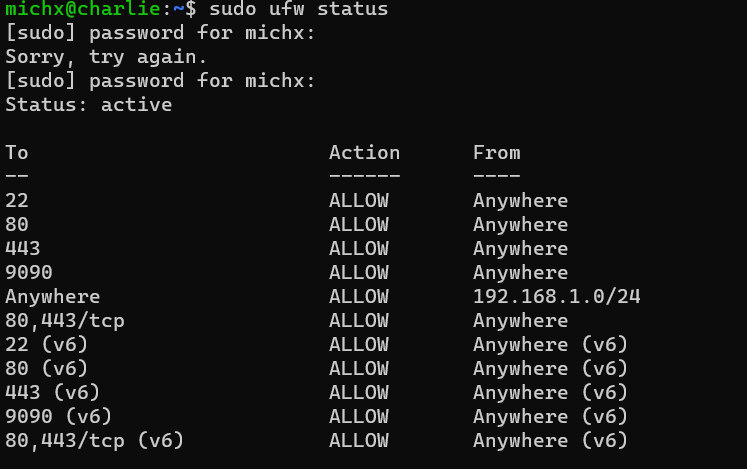 michx@charlie:~$ sudo ufw status
[sudo] password for michx:
Sorry, try again.
[sudo] password for michx:
Status: active

To                         Action      From
--                         ------      ----
22                         ALLOW       Anywhere
80                         ALLOW       Anywhere
443                        ALLOW       Anywhere
9090                       ALLOW       Anywhere
Anywhere                   ALLOW       192.168.1.0/24
80,443/tcp                 ALLOW       Anywhere
22 (v6)                    ALLOW       Anywhere (v6)
80 (v6)                    ALLOW       Anywhere (v6)
443 (v6)                   ALLOW       Anywhere (v6)
9090 (v6)                  ALLOW       Anywhere (v6)
80,443/tcp (v6)            ALLOW       Anywhere (v6)